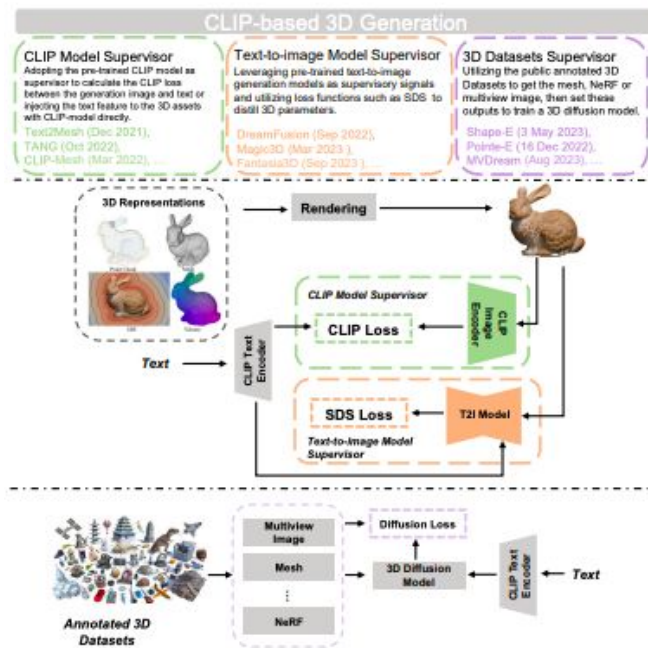 CLIP-based 3D Generation
CLIP Model Supervisor
Adopting the pre-trained CLIP model as
supervisor to calculate the CLIP loss
between the generation image and text or
injecting the text feature to the 3D assets
with CLIP-model directly.
Text2Mesh (Dec 2021),
TANG (Oct 2022),
CLIP-Mesh (Mar 2022), ...
Text-to-image Model Supervisor
Leveraging pre-trained text-to-image
generation models as supervisory signals
and utilizing loss functions such as SDS to
distill 3D parameters.
DreamFusion (Sep 2022),
Magic3D (Mar 2023 ),
Fantasia3D (Sep 2023 ), ...
3D Datasets Supervisor
Utilizing the public annotated 3D
Datasets to get the mesh, NeRF or
multiview image, then set these
outputs to train a 3D diffusion model.
Shape-E (3 May 2023),
Pointe-E (16 Dec 2022),
MVDream (Aug 2023), ...
3D Representations
Rendering
CLIP Model Supervisor
CLIP Loss
CLIP
Image
Encoder
Text
CLIP Text
Encoder
SDS Loss
T2I Model
Text-to-Image Model
Supervisor
Multiview
Image
Mesh
⋮
NeRF
Diffusion Loss
3D Diffusion
Model
CLIP Text
Encoder
Text
Annotated 3D
Datasets